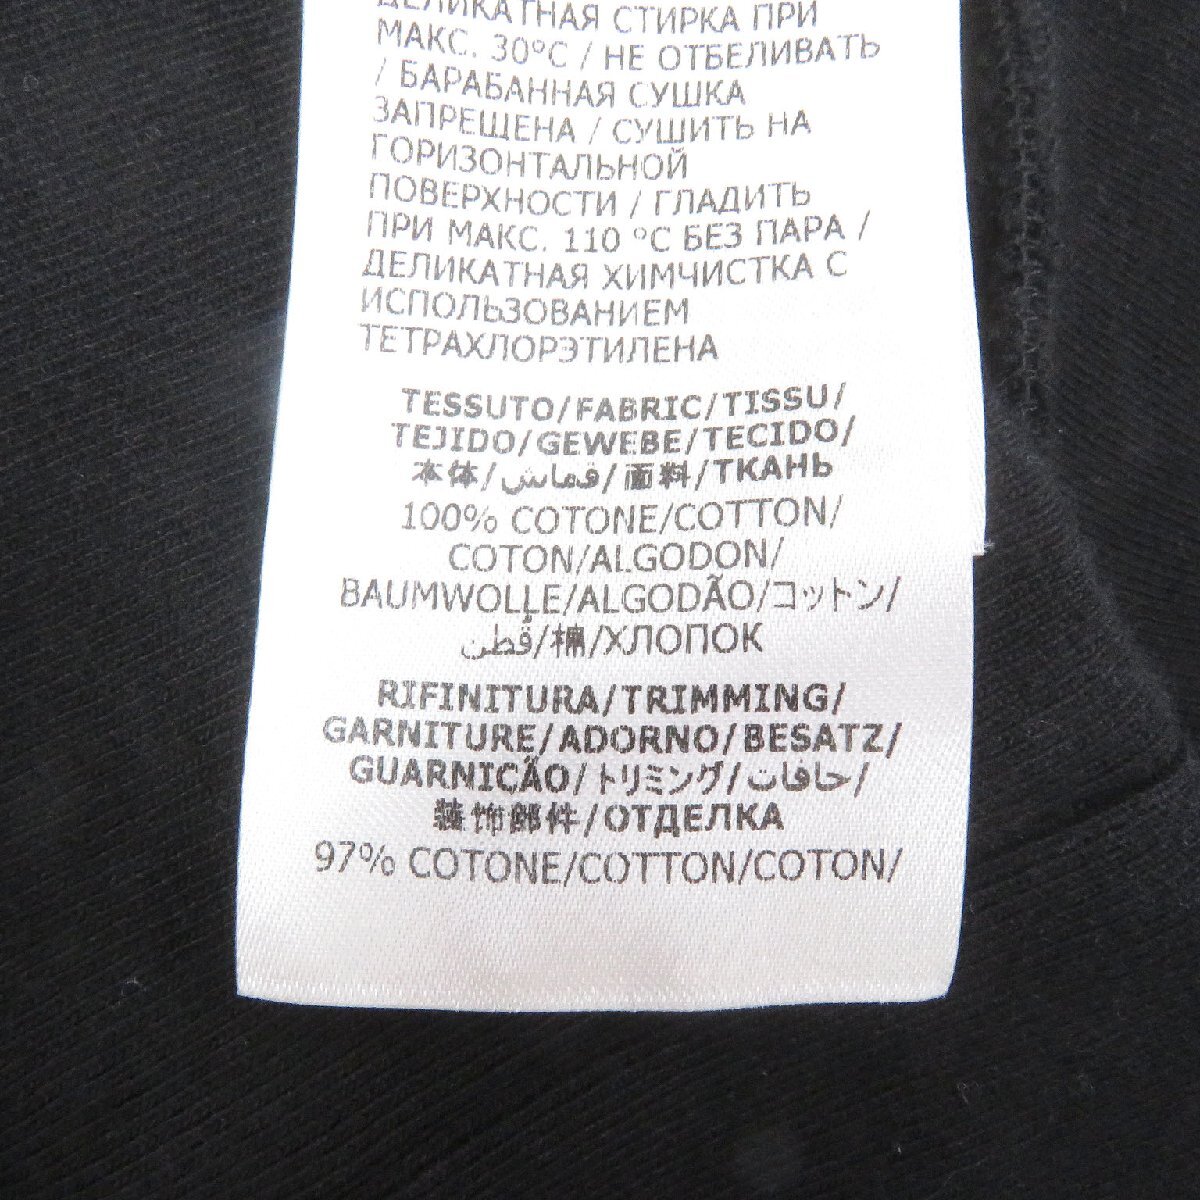 ДЕЛИКАТНАЯ СТИРКА ПРИ
МАКС. 30°C / НЕ ОТБЕЛИВАТЬ
/ БАРАБАННАЯ СУШКА
ЗАПРЕЩЕНА / СУШИТЬ НА
ГОРИЗОНТАЛЬНОЙ
ПОВЕРХНОСТИ / ГЛАДИТЬ
ПРИ МАКС. 110 °C БЕЗ ПАРА /
ДЕЛИКАТНАЯ ХИМЧИСТКА С
ИСПОЛЬЗОВАНИЕМ
ТЕТРАХЛОРЭТИЛЕНА
TESSUTO/FABRIC/TISSU/
TEJIDO/GEWEBE/TECIDO/
本体/قماش/面料/ТКАНЬ
100% COTONE/COTTON/
COTON/ALGODON/
BAUMWOLLE/ALGODÃO/コットン/
قُطن/棉/ХЛОПОК
RIFINITURA/TRIMMING/
GARNITURE/ADORNO/BESATZ/
GUARNICÃO/トリミング/حافات/
装饰部件/ОТДЕЛКА
97% COTONE/COTTON/COTON/